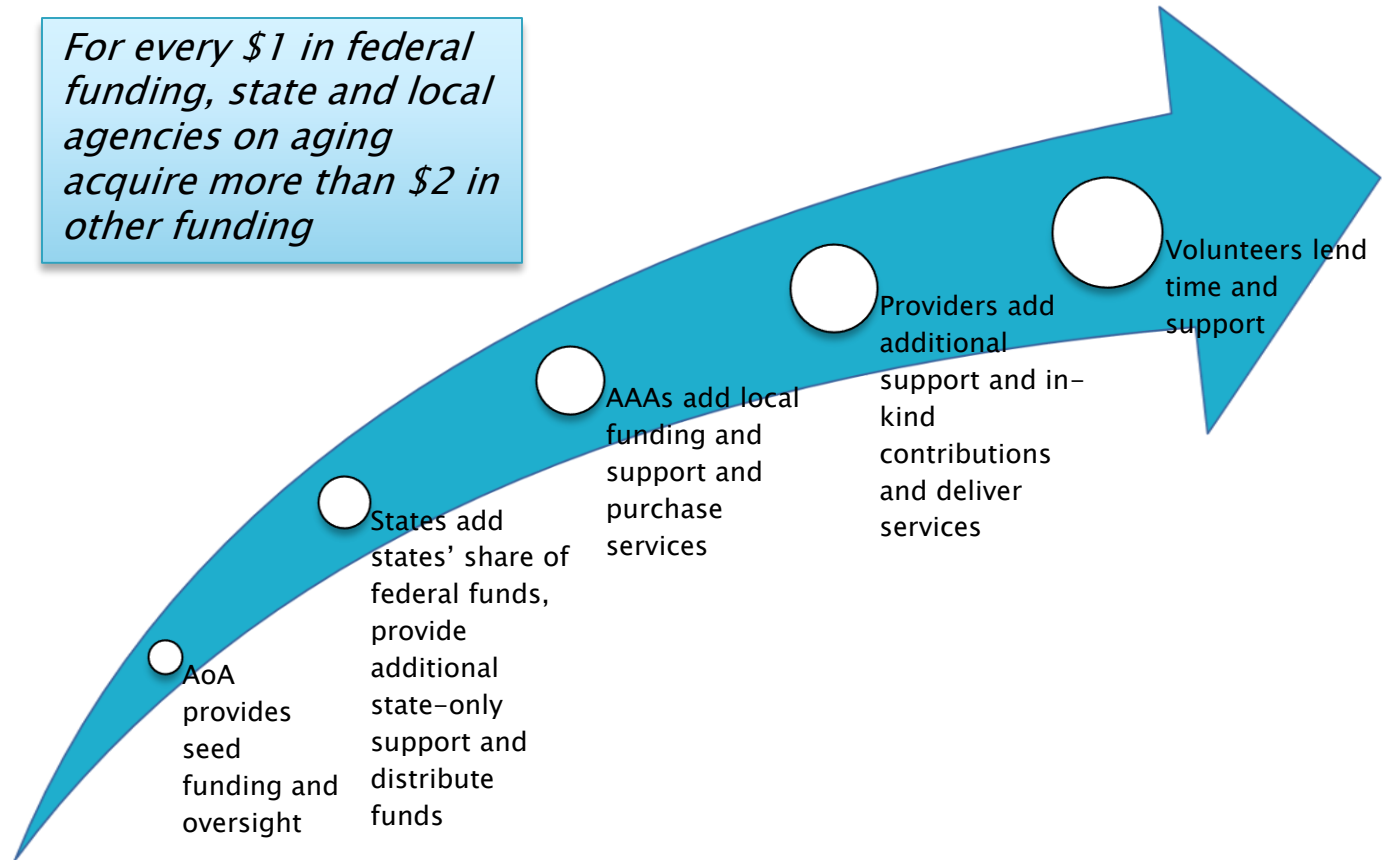 For every $1 in federal
funding, state and local
agencies on aging
acquire more than $2 in
other funding
AoA
provides
seed
funding and
oversight
States add
states’ share of
federal funds,
provide
additional
state-only
support and
distribute
funds
AAAs add local
funding and
support and
purchase
services
Providers add
additional
support and in-
kind
contributions
and deliver
services
Volunteers lend
time and
support